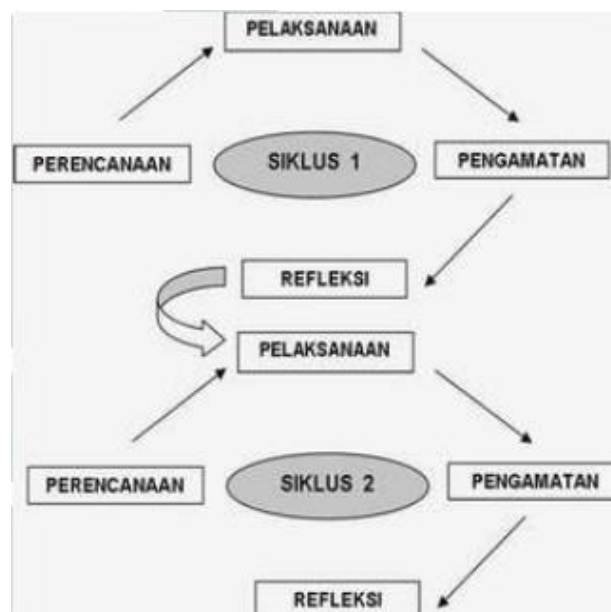 PELAKSANAAN
PERENCANAAN
SIKLUS 1
PENGAMATAN
REFLEKSI
PELAKSANAAN
PERENCANAAN
SIKLUS 2
PENGAMATAN
REFLEKSI